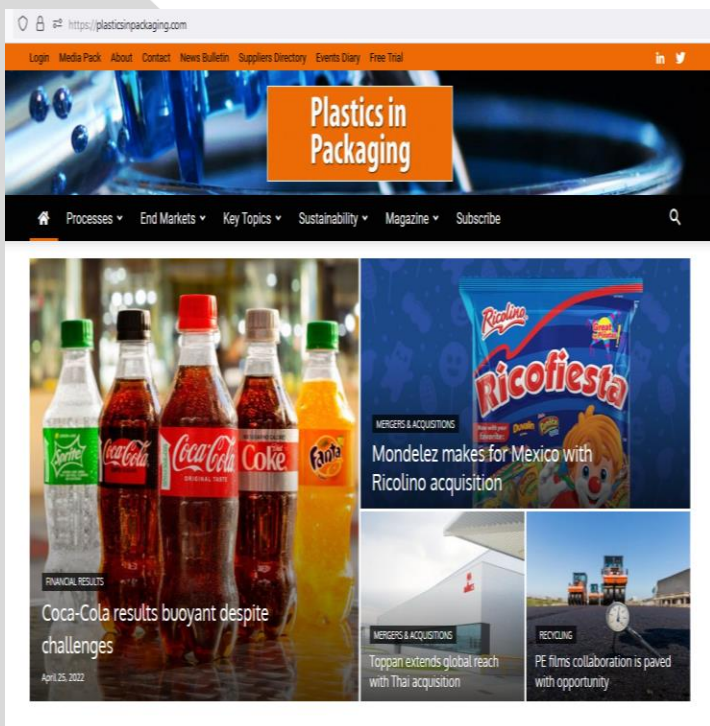 https://plasticsinpackaging.com
Login Media Pack About Contact News Bulletin Suppliers Directory Events Diary Free Trial
in
Plastics in
Packaging
Processes End Markets Key Topics Sustainability Magazine Subscribe
Sprite
Coca-Cola
Coca-Cola
ORIGINAL TASTE
Coke
Fanta
FINANCIAL RESULTS
Coca-Cola results buoyant despite
challenges
April 25, 2022
Ricolino
Great
Ricofiesta
Duvalin
MERGERS & ACQUISITIONS
Mondelez makes for Mexico with
Ricolino acquisition
MERGERS & ACQUISITIONS
Toppan extends global reach
with Thai acquisition
RECYCLING
PE films collaboration is paved
with opportunity